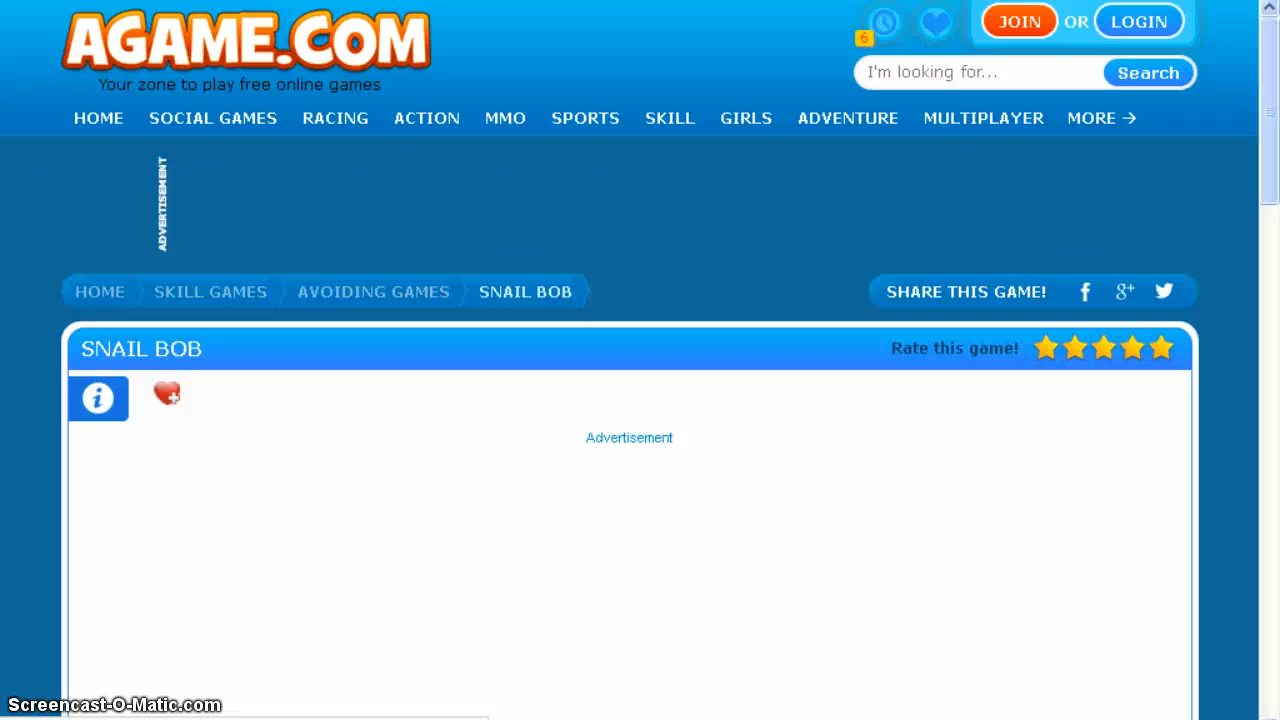 AGAME.COM
Your zone to play free online games
6
JOIN OR LOGIN
I'm looking for... Search
HOME SOCIAL GAMES RACING ACTION MMO SPORTS SKILL GIRLS ADVENTURE MULTIPLAYER MORE →
ADVERTISEMENT
HOME SKILL GAMES AVOIDING GAMES SNAIL BOB
SHARE THIS GAME! f g+
SNAIL BOB
Rate this game!
i
Advertisement
Screencast-O-Matic.com